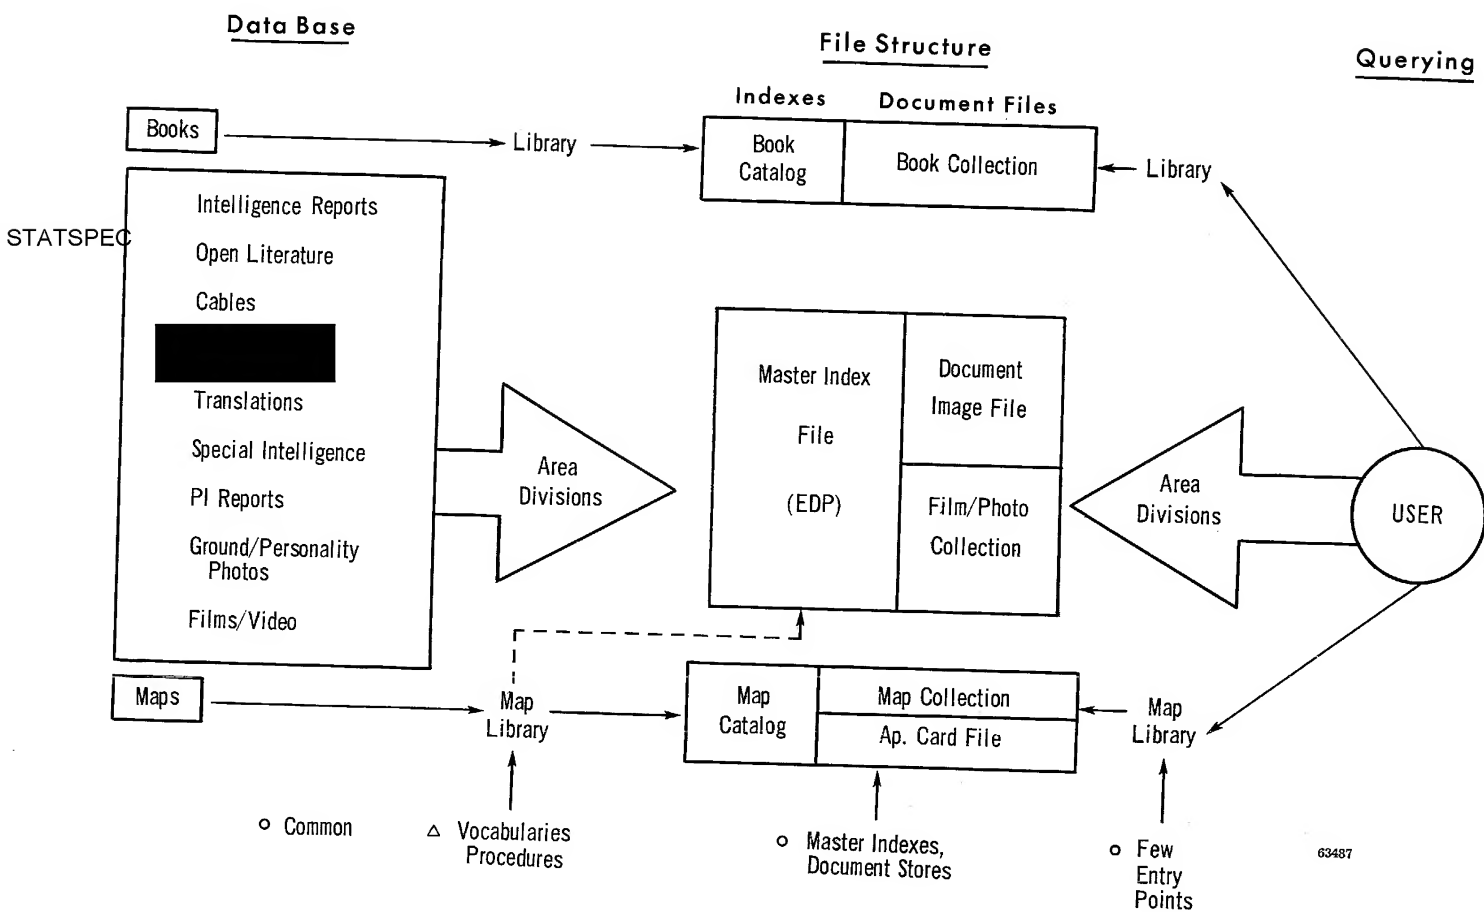 Data Base
File Structure
Querying
Indexes
Document Files
Books
Library
Book
Catalog
Book Collection
Library
STATSPEC
Intelligence Reports
Open Literature
Cables
Translations
Special Intelligence
PI Reports
Ground/Personality
Photos
Films/Video
Area
Divisions
Master Index
File
(EDP)
Document
Image File
Film/Photo
Collection
Area
Divisions
USER
Maps
Map
Library
Map
Catalog
Map Collection
Ap. Card File
Map
Library
○ Common
△ Vocabularies
Procedures
○ Master Indexes,
Document Stores
○ Few
Entry
Points
63487